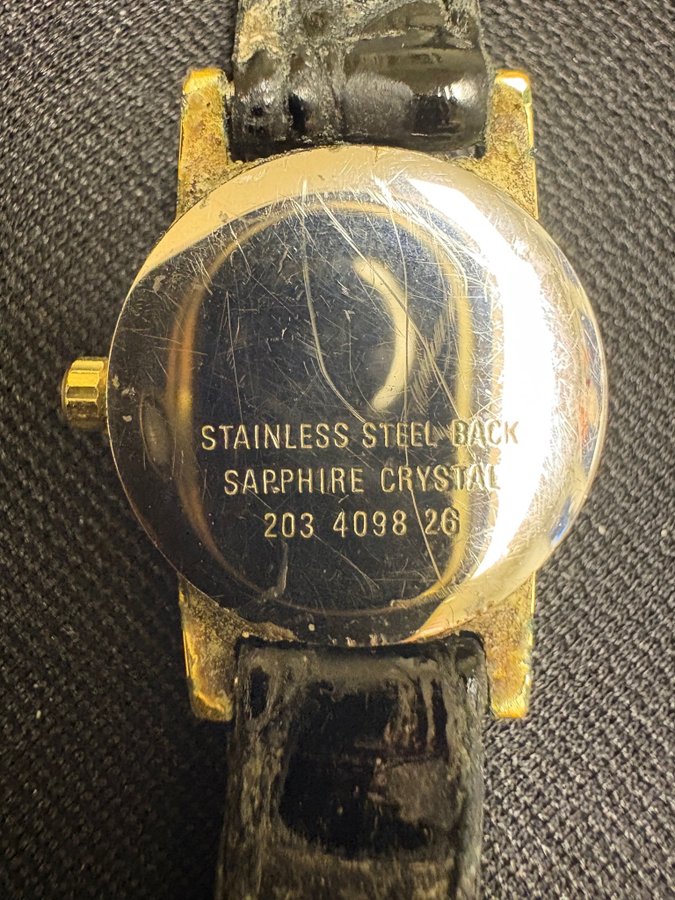 STAINLESS STEEL BACK
SAPPHIRE CRYSTAL
203 4098 26